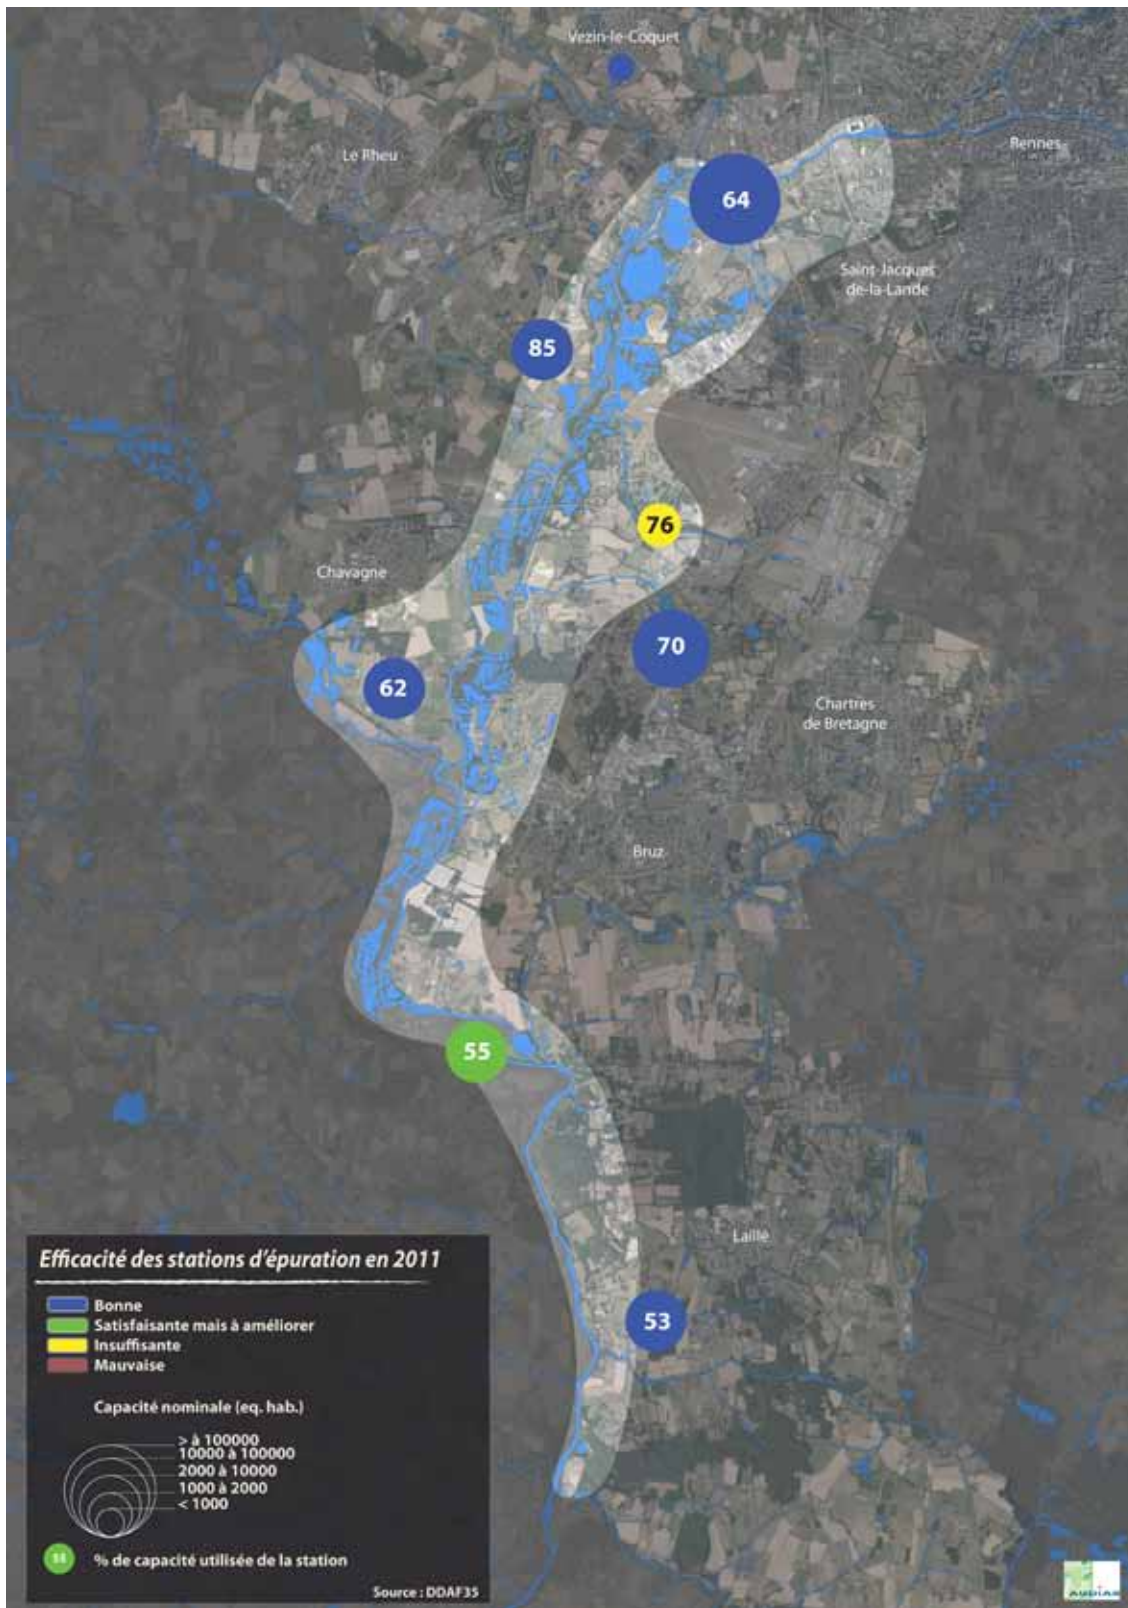 Vezin-le-Coquet
Le Rheu
Rennes
64
Saint-Jacques
de-la-Lande
85
76
Chavagne
70
62
Chartres
de Bretagne
Bruz
55
Laillé
53
Efficacité des stations d'épuration en 2011
Bonne
Satisfaisante mais à améliorer
Insuffisante
Mauvaise
Capacité nominale (eq. hab.)
> à 100000
10000 à 100000
2000 à 10000
1000 à 2000
< 1000
% de capacité utilisée de la station
Source : DDAF35
AUDIAR